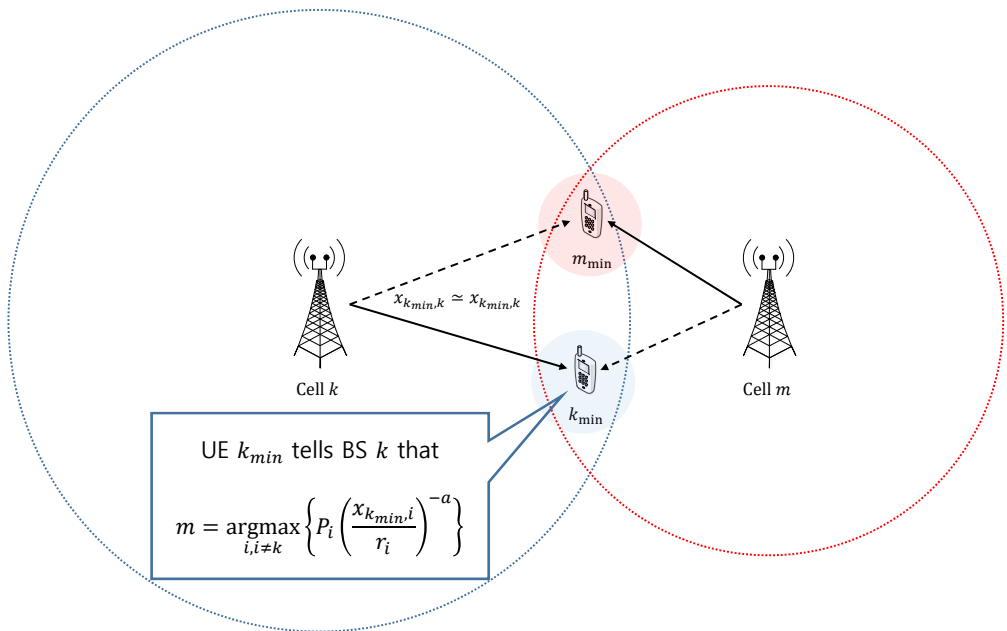 m_min
x_{k_min,k} ≃ x_{k_min,k}
Cell k
Cell m
k_min
UE k_min tells BS k that
m = argmax_{i,i≠k} { P_i ( x_{k_min,i} / r_i )^{-a} }